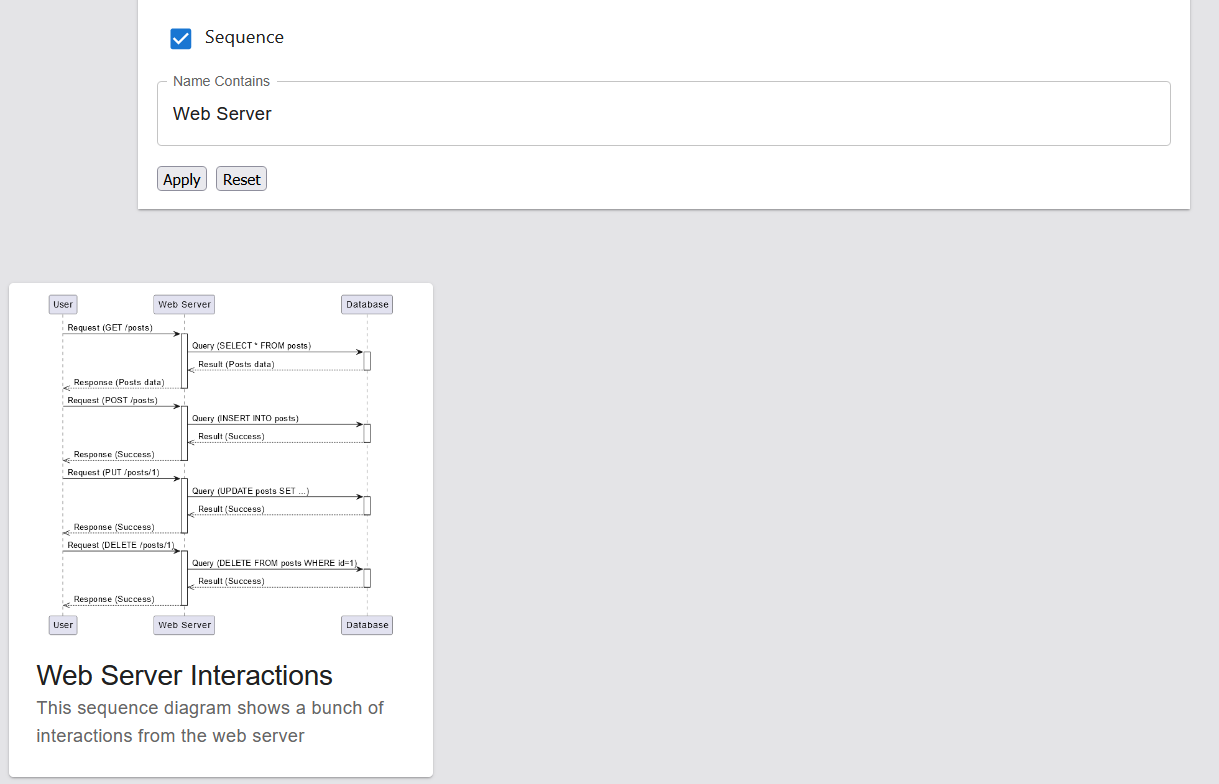 Sequence
Name Contains
Web Server
Apply Reset
User Web Server Database
Request (GET /posts)
Query (SELECT * FROM posts)
Result (Posts data)
Response (Posts data)
Request (POST /posts)
Query (INSERT INTO posts)
Result (Success)
Response (Success)
Request (PUT /posts/1)
Query (UPDATE posts SET ...)
Result (Success)
Response (Success)
Request (DELETE /posts/1)
Query (DELETE FROM posts WHERE id=1)
Result (Success)
Response (Success)
User Web Server Database
Web Server Interactions
This sequence diagram shows a bunch of
interactions from the web server